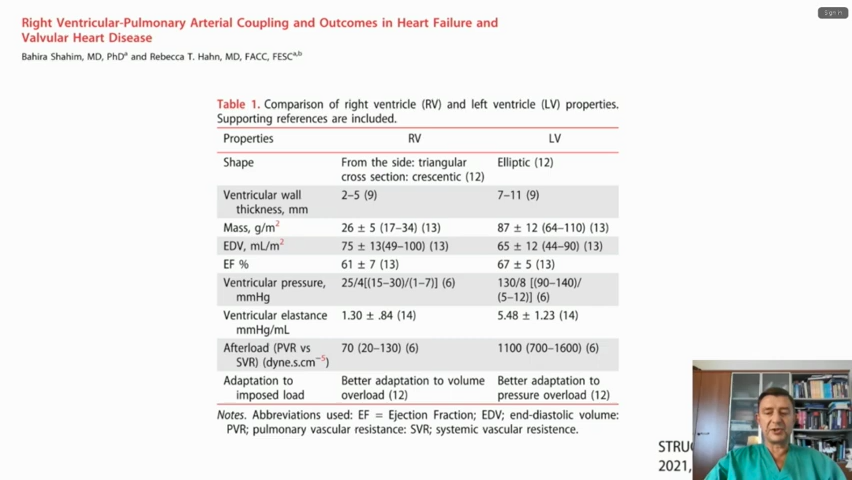 Sign in
Right Ventricular-Pulmonary Arterial Coupling and Outcomes in Heart Failure and
Valvular Heart Disease
Bahira Shahim, MD, PhDa and Rebecca T. Hahn, MD, FACC, FESCa,b
Table 1. Comparison of right ventricle (RV) and left ventricle (LV) properties.
Supporting references are included.
Properties RV LV
Shape From the side: triangular Elliptic (12)
cross section: crescentic (12)
Ventricular wall 2–5 (9) 7–11 (9)
thickness, mm
Mass, g/m2 26 ± 5 (17–34) (13) 87 ± 12 (64–110) (13)
EDV, mL/m2 75 ± 13(49–100) (13) 65 ± 12 (44–90) (13)
EF % 61 ± 7 (13) 67 ± 5 (13)
Ventricular pressure, 25/4[(15–30)/(1–7)] (6) 130/8 [(90–140)/
mmHg (5–12)] (6)
Ventricular elastance 1.30 ± .84 (14) 5.48 ± 1.23 (14)
mmHg/mL
Afterload (PVR vs 70 (20–130) (6) 1100 (700–1600) (6)
SVR) (dyne.s.cm−5)
Adaptation to Better adaptation to volume Better adaptation to
imposed load overload (12) pressure overload (12)
Notes. Abbreviations used: EF = Ejection Fraction; EDV; end-diastolic volume:
PVR; pulmonary vascular resistance: SVR; systemic vascular resistence.
STRU
2021,